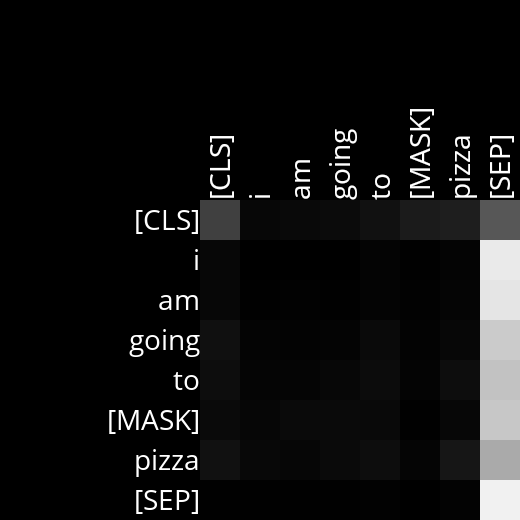 [CLS] i am going to [MASK] pizza [SEP]
[CLS]
i
am
going
to
[MASK]
pizza
[SEP]